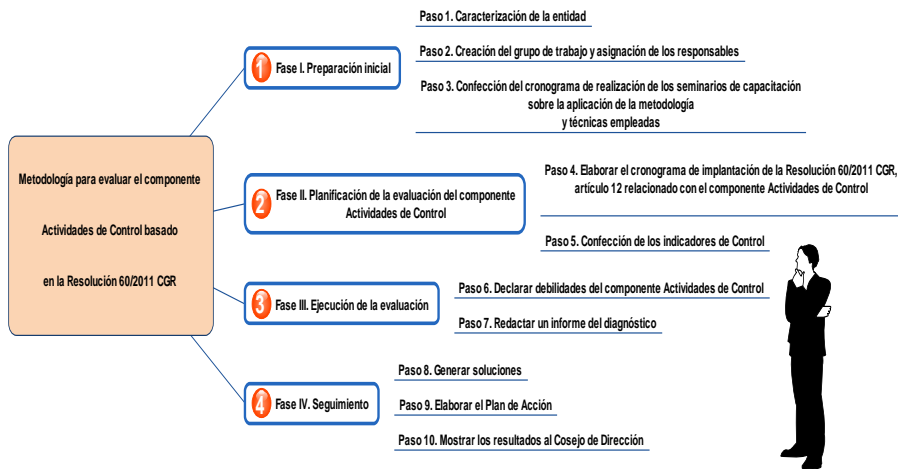 Metodología para evaluar el componente
Actividades de Control basado
en la Resolución 60/2011 CGR
1
Fase I. Preparación inicial
Paso 1. Caracterización de la entidad
Paso 2. Creación del grupo de trabajo y asignación de los responsables
Paso 3. Confección del cronograma de realización de los seminarios de capacitación
sobre la aplicación de la metodología
y técnicas empleadas
2
Fase II. Planificación de la evaluación del componente
Actividades de Control
Paso 4. Elaborar el cronograma de implantación de la Resolución 60/2011 CGR,
artículo 12 relacionado con el componente Actividades de Control
Paso 5. Confección de los indicadores de Control
3
Fase III. Ejecución de la evaluación
Paso 6. Declarar debilidades del componente Actividades de Control
Paso 7. Redactar un informe del diagnóstico
4
Fase IV. Seguimiento
Paso 8. Generar soluciones
Paso 9. Elaborar el Plan de Acción
Paso 10. Mostrar los resultados al Cosejo de Dirección